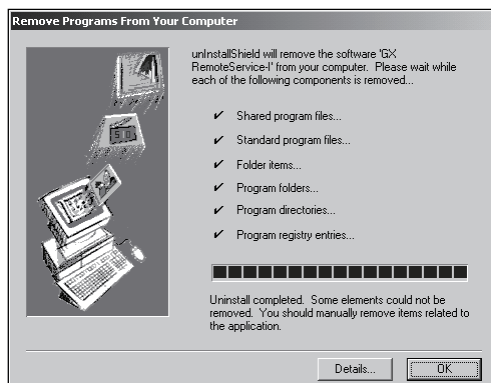 Remove Programs From Your Computer
unInstallShield will remove the software 'GX
RemoteService-I' from your computer. Please wait while
each of the following components is removed...
✔ Shared program files...
✔ Standard program files...
✔ Folder items...
✔ Program folders...
✔ Program directories...
✔ Program registry entries...
Uninstall completed. Some elements could not be
removed. You should manually remove items related to
the application.
Details...
OK